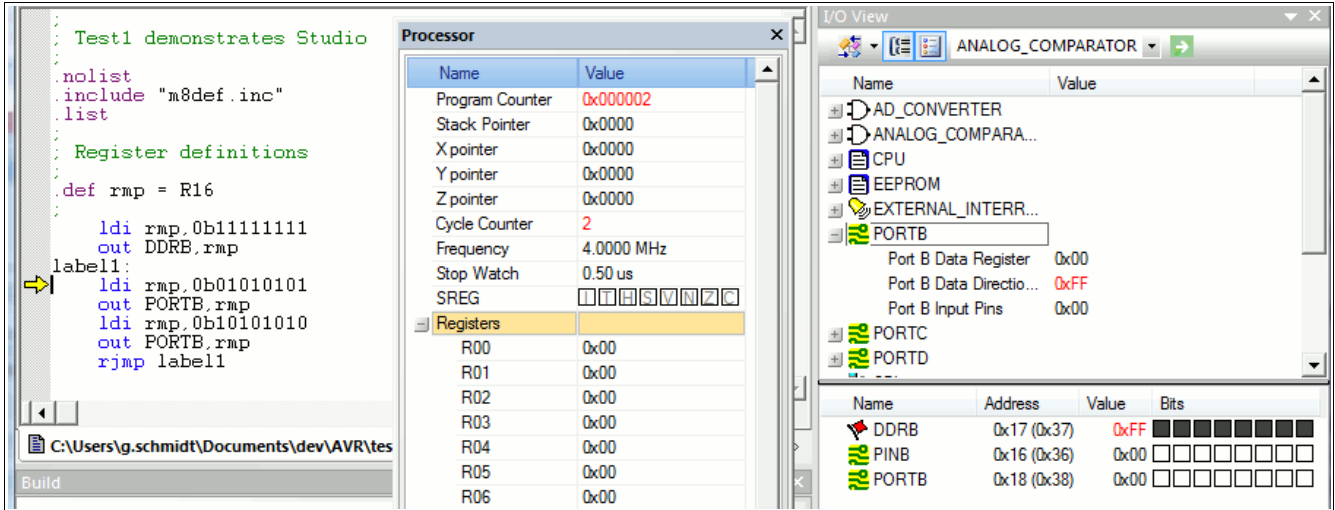 ;
; Test1 demonstrates Studio
;
.nolist
.include "m8def.inc"
.list
;
; Register definitions
;
.def rmp = R16
;
ldi rmp,0b11111111
out DDRB,rmp
label1:
ldi rmp,0b01010101
out PORTB,rmp
ldi rmp,0b10101010
out PORTB,rmp
rjmp label1
C:\Users\g.schmidt\Documents\dev\AVR\tes
Build
Processor
Name Value
Program Counter 0x000002
Stack Pointer 0x0000
X pointer 0x0000
Y pointer 0x0000
Z pointer 0x0000
Cycle Counter 2
Frequency 4.0000 MHz
Stop Watch 0.50 us
SREG I T H S V N Z C
Registers
R00 0x00
R01 0x00
R02 0x00
R03 0x00
R04 0x00
R05 0x00
R06 0x00
I/O View
ANALOG_COMPARATOR
Name Value
AD_CONVERTER
ANALOG_COMPARA...
CPU
EEPROM
EXTERNAL_INTERR...
PORTB
Port B Data Register 0x00
Port B Data Directio... 0xFF
Port B Input Pins 0x00
PORTC
PORTD
Name Address Value Bits
DDRB 0x17 (0x37) 0xFF
PINB 0x16 (0x36) 0x00
PORTB 0x18 (0x38) 0x00